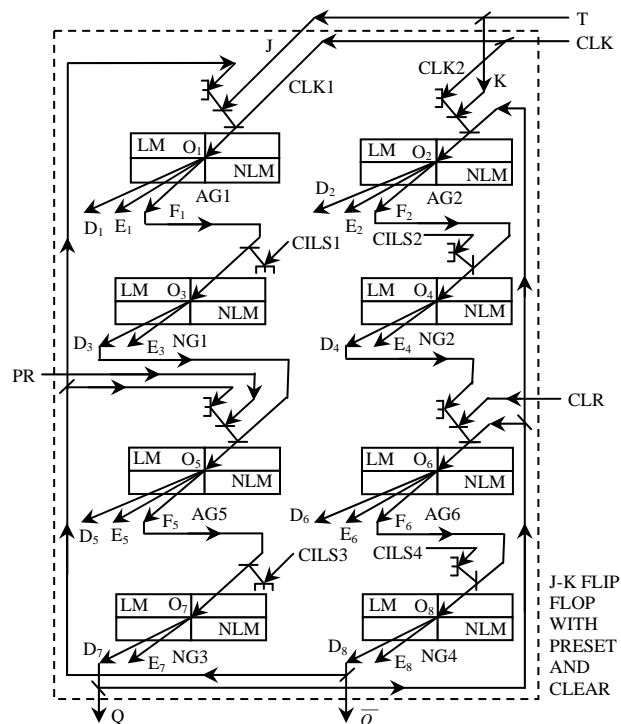 T
CLK
J
CLK2
K
CLK1
LM O₁
NLM
LM O₂
NLM
D₁ E₁ F₁ AG1
D₂ E₂ F₂ AG2
CILS1
CILS2
LM O₃
NLM
LM O₄
NLM
D₃ E₃ NG1
D₄ E₄ NG2
PR
CLR
LM O₅
NLM
LM O₆
NLM
D₅ E₅ F₅ AG5
D₆ E₆ F₆ AG6
CILS3
CILS4
LM O₇
NLM
LM O₈
NLM
D₇ E₇ NG3
D₈ E₈ NG4
J-K FLIP
FLOP
WITH
PRESET
AND
CLEAR
Q
Q̅